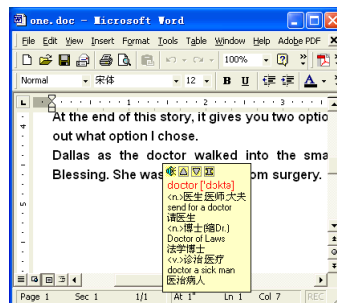 one.doc - Microsoft Word
File Edit View Insert Format Tools Table Window Help Adobe PDF
100%
Normal 宋体 12 B U A
1 2 3
At the end of this story, it gives you two optio
out what option I chose.
Dallas as the doctor walked into the sma
Blessing. She was om surgery.
doctor ['dɔktə]
<n.>医生;医师;大夫
send for a doctor
请医生
<n.>博士(缩Dr.)
Doctor of Laws
法学博士
<v.>诊治;医疗
doctor a sick man
医治病人
Page 1 Sec 1 1/1 At 1" Ln 1 Col 7 REC